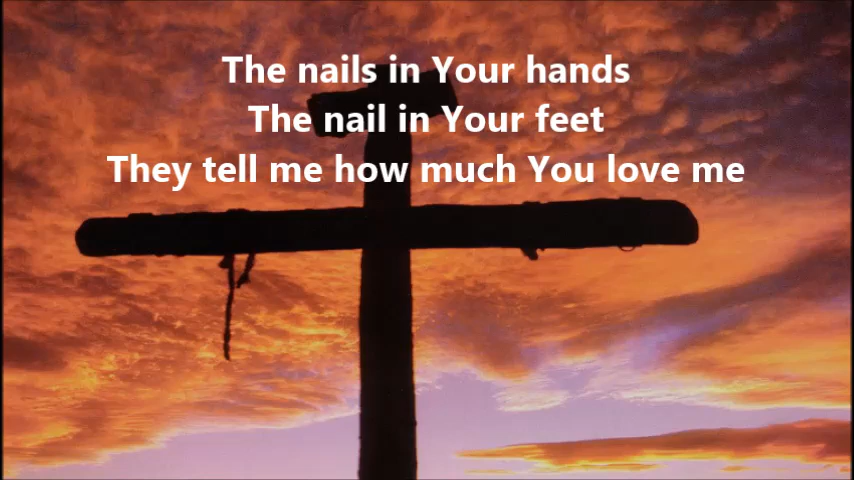 The nails in Your hands
The nail in Your feet
They tell me how much You love me